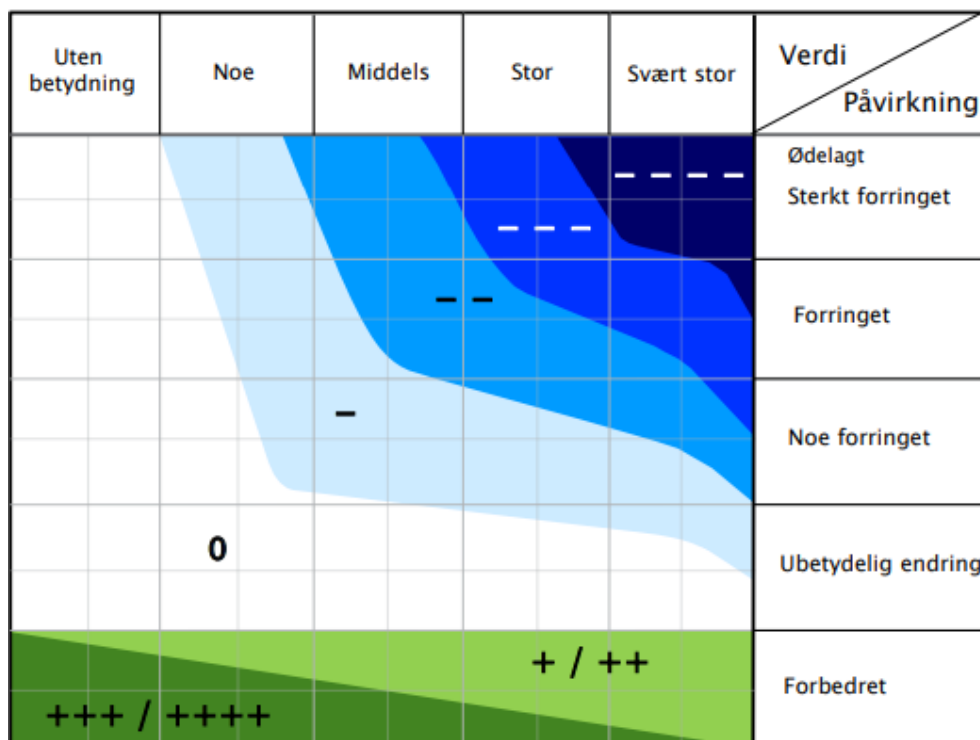 Uten
betydning
Noe
Middels
Stor
Svært stor
Verdi
Påvirkning
Ødelagt
Sterkt forringet
– – – –
– – –
– –
Forringet
–
Noe forringet
0
Ubetydelig endring
+ / ++
Forbedret
+++ / ++++